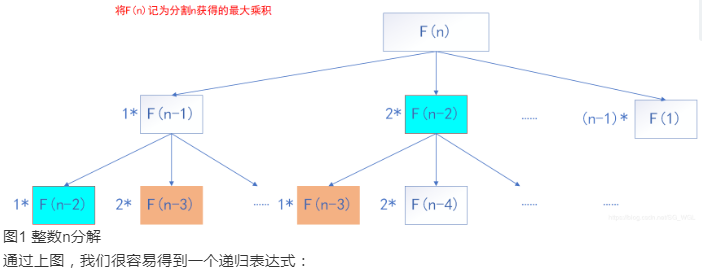 将F(n)记为分割n获得的最大乘积
F(n)
1* F(n-1) 2* F(n-2) …… (n-1)* F(1)
1* F(n-2) 2* F(n-3) …… 1* F(n-3) 2* F(n-4) …… ……
图1 整数n分解
通过上图，我们很容易得到一个递归表达式：